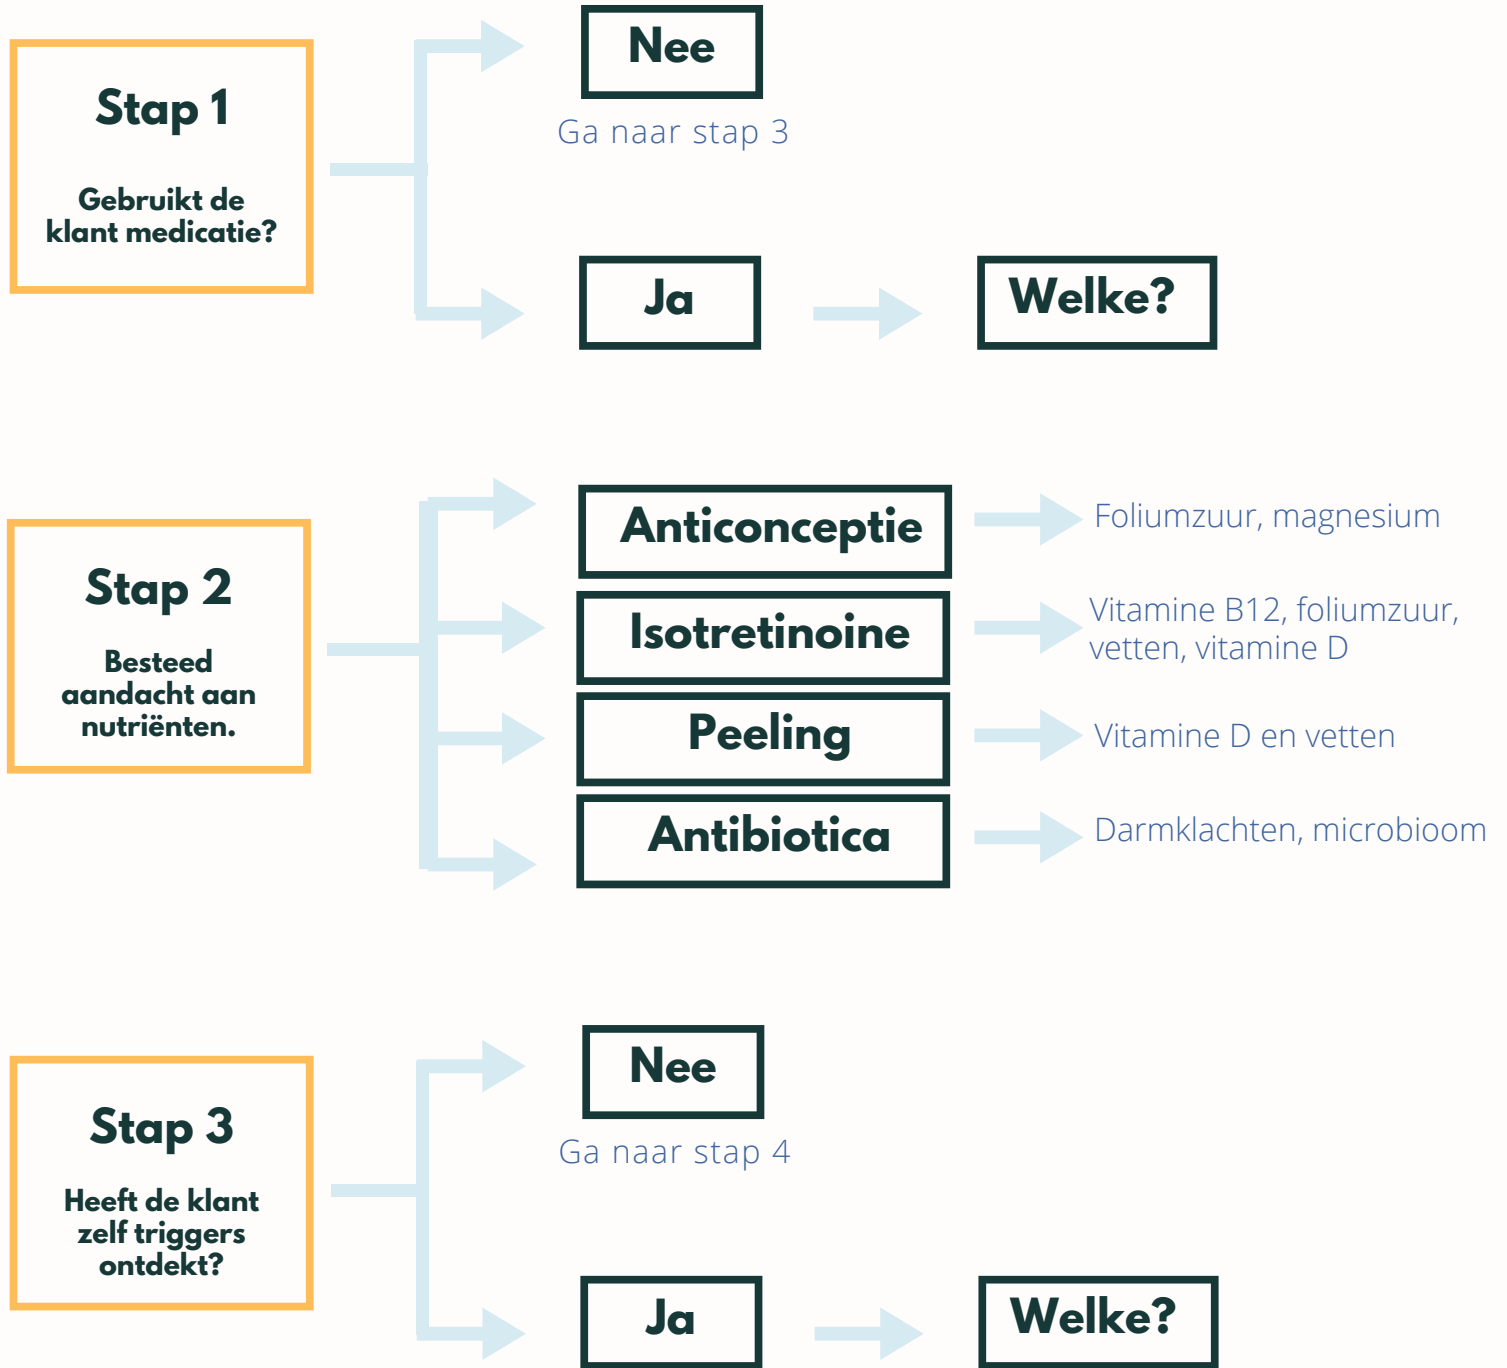 Stap 1
Gebruikt de
klant medicatie?
Nee
Ga naar stap 3
Ja
Welke?
Stap 2
Besteed
aandacht aan
nutriënten.
Anticonceptie
Foliumzuur, magnesium
Isotretinoine
Vitamine B12, foliumzuur,
vetten, vitamine D
Peeling
Vitamine D en vetten
Antibiotica
Darmklachten, microbioom
Stap 3
Heeft de klant
zelf triggers
ontdekt?
Nee
Ga naar stap 4
Ja
Welke?